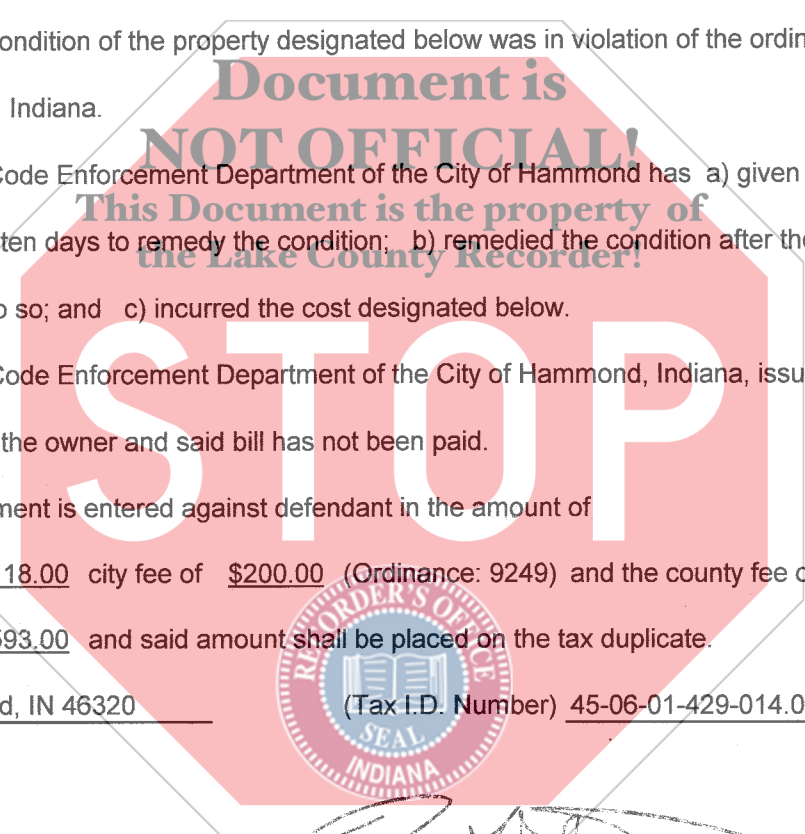 ondition of the property designated below was in violation of the ordin
Document is
Indiana.
NOT OFFICIAL!
Code Enforcement Department of the City of Hammond has a) given
This Document is the property of
ten days to remedy the condition; b) remedied the condition after the
the Lake County Recorder!
o so; and c) incurred the cost designated below.
STOP
Code Enforcement Department of the City of Hammond, Indiana, issu
the owner and said bill has not been paid.
ment is entered against defendant in the amount of
18.00 city fee of $200.00 (Ordinance: 9249) and the county fee o
593.00 and said amount shall be placed on the tax duplicate.
d, IN 46320 (Tax I.D. Number) 45-06-01-429-014.0
RECORDER'S OFFICE
SEAL
INDIANA